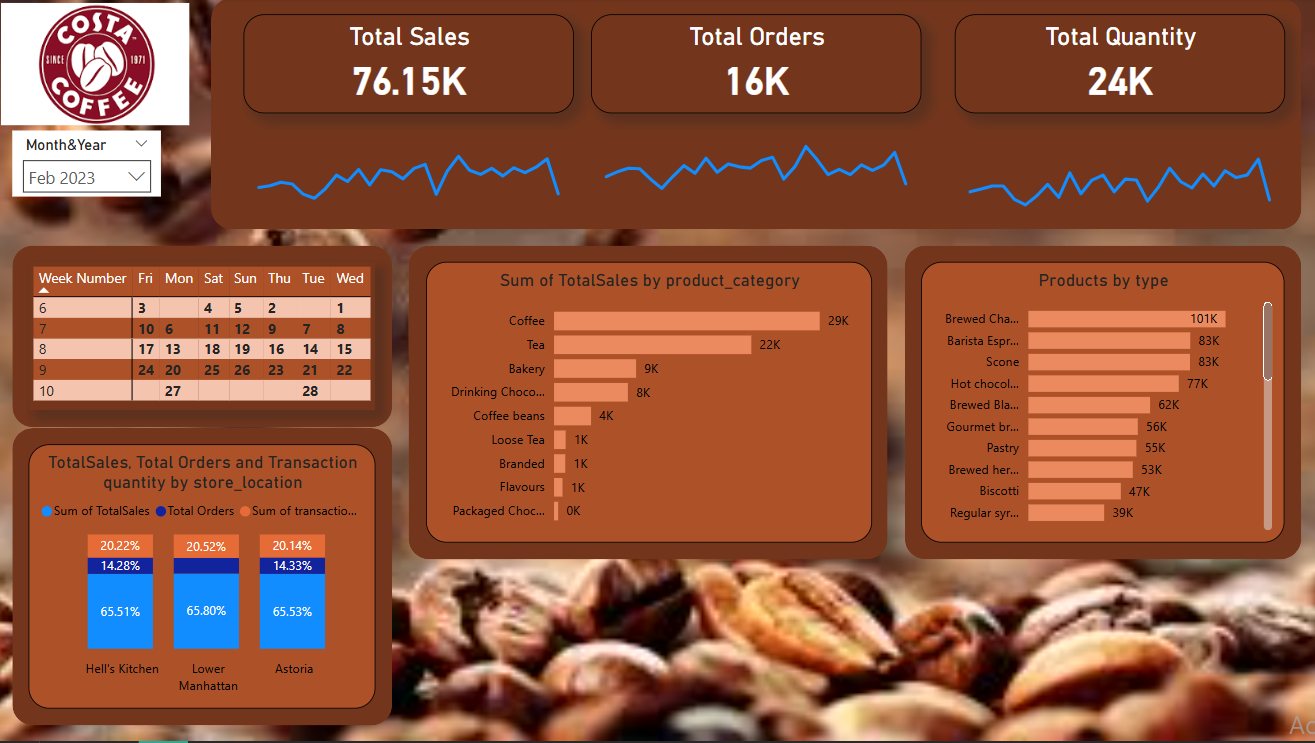 COSTA
SINCE 1971
COFFEE
Month&Year
Feb 2023
Total Sales
76.15K
Total Orders
16K
Total Quantity
24K
Week Number Fri Mon Sat Sun Thu Tue Wed
6 3 4 5 2 1
7 10 6 11 12 9 7 8
8 17 13 18 19 16 14 15
9 24 20 25 26 23 21 22
10 27 28
TotalSales, Total Orders and Transaction
quantity by store_location
Sum of TotalSales Total Orders Sum of transactio...
20.22% 20.52% 20.14%
14.28% 14.33%
65.51% 65.80% 65.53%
Hell's Kitchen Lower Astoria
Manhattan
Sum of TotalSales by product_category
Coffee 29K
Tea 22K
Bakery 9K
Drinking Choco... 8K
Coffee beans 4K
Loose Tea 1K
Branded 1K
Flavours 1K
Packaged Choc... 0K
Products by type
Brewed Cha... 101K
Barista Espr... 83K
Scone 83K
Hot chocol... 77K
Brewed Bla... 62K
Gourmet br... 56K
Pastry 55K
Brewed her... 53K
Biscotti 47K
Regular syr... 39K